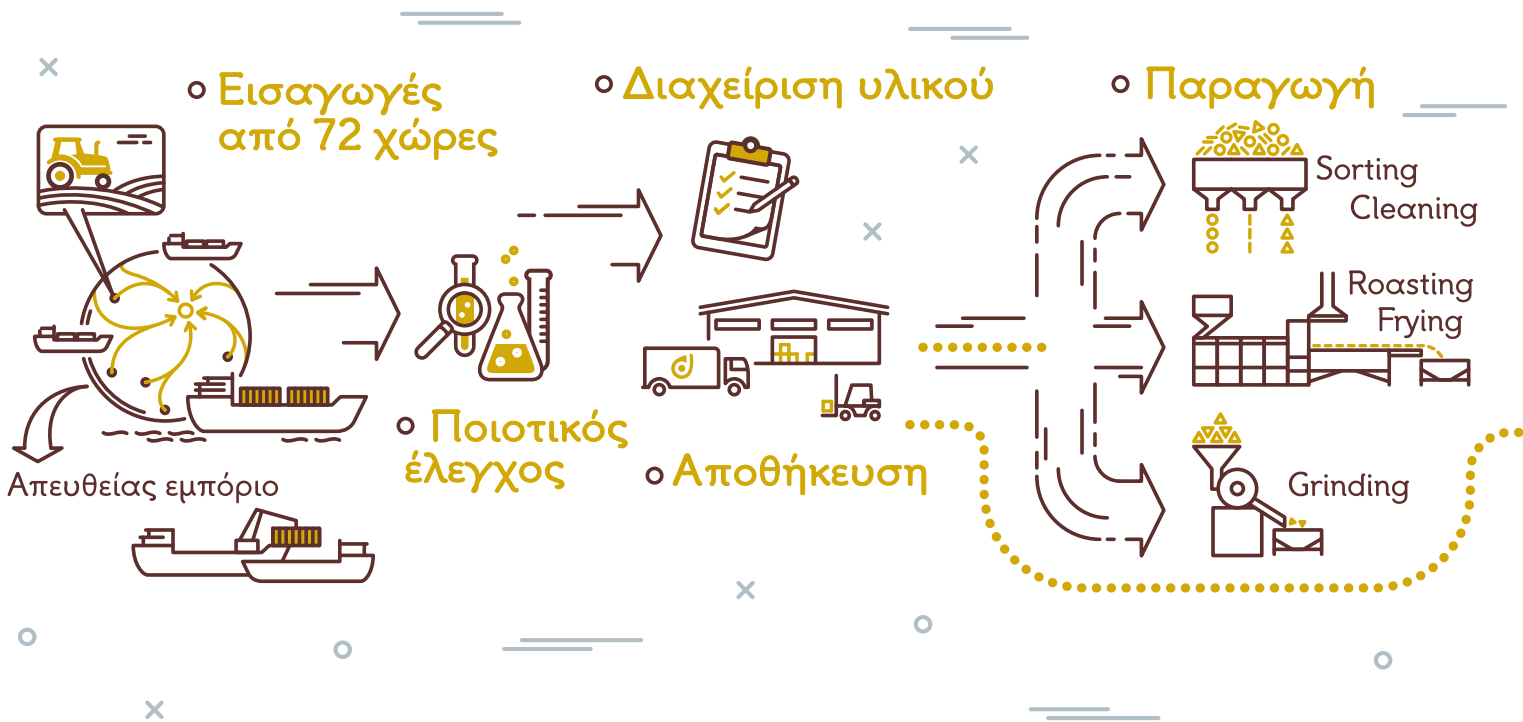 Εισαγωγές
από 72 χώρες
Απευθείας εμπόριο
Ποιοτικός
έλεγχος
Διαχείριση υλικού
Αποθήκευση
Παραγωγή
Sorting
Cleaning
Roasting
Frying
Grinding